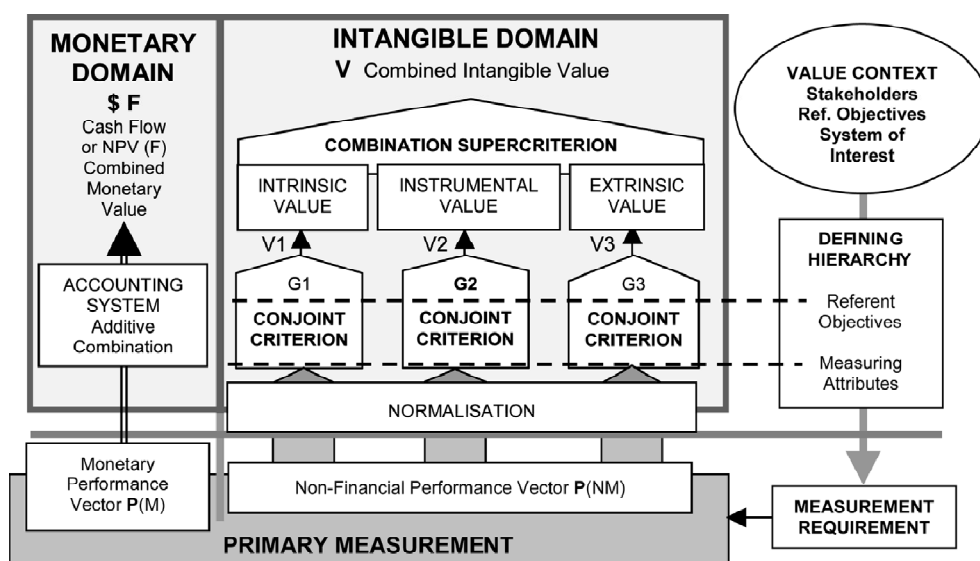 MONETARY
DOMAIN
$ F
Cash Flow
or NPV (F)
Combined
Monetary
Value
ACCOUNTING
SYSTEM
Additive
Combination
Monetary
Performance
Vector P(M)
INTANGIBLE DOMAIN
V Combined Intangible Value
COMBINATION SUPERCRITERION
INTRINSIC
VALUE
INSTRUMENTAL
VALUE
EXTRINSIC
VALUE
V1
V2
V3
G1
CONJOINT
CRITERION
G2
CONJOINT
CRITERION
G3
CONJOINT
CRITERION
NORMALISATION
Non-Financial Performance Vector P(NM)
PRIMARY MEASUREMENT
VALUE CONTEXT
Stakeholders
Ref. Objectives
System of
Interest
DEFINING
HIERARCHY
Referent
Objectives
Measuring
Attributes
MEASUREMENT
REQUIREMENT